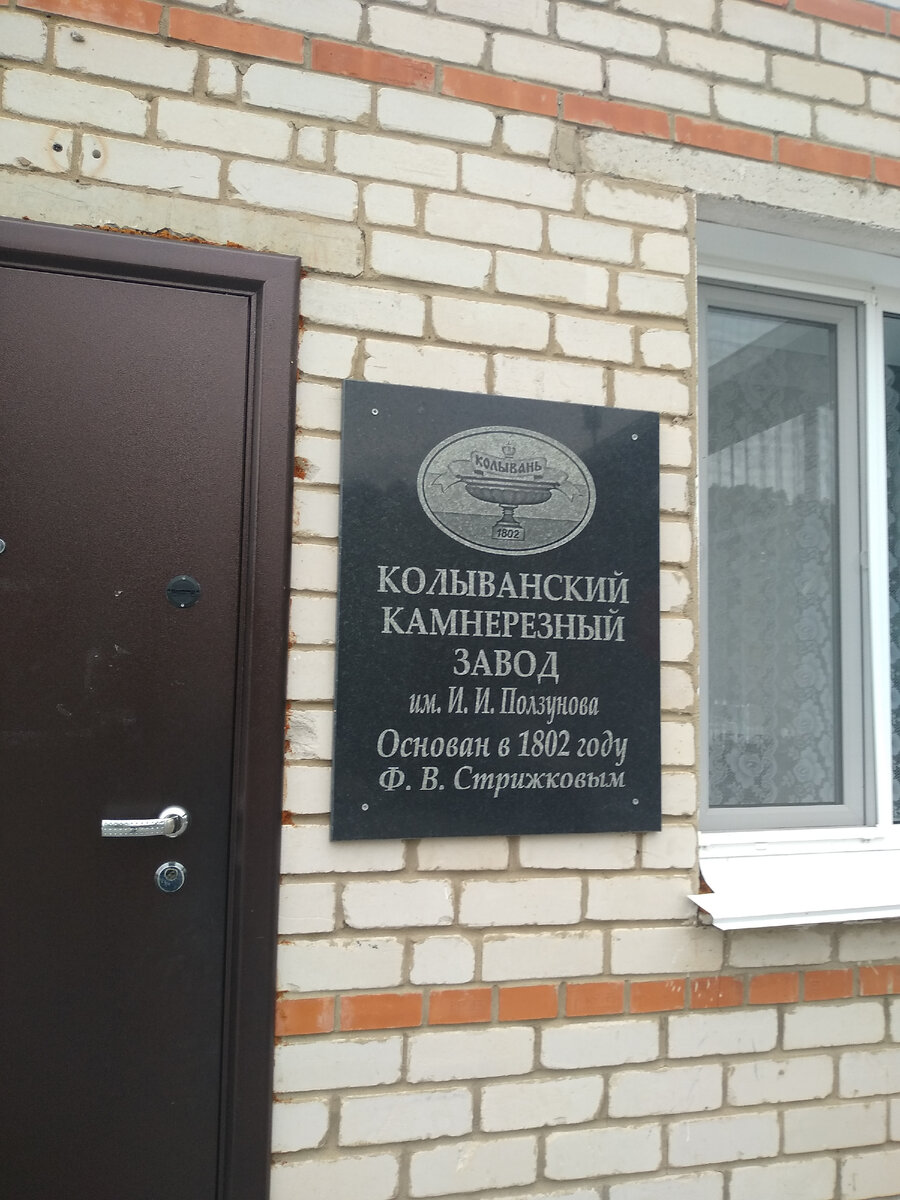 КОЛЫВАНЬ
1802
КОЛЫВАНСКИЙ
КАМНЕРЕЗНЫЙ
ЗАВОД
им. И. И. Ползунова
Основан в 1802 году
Ф. В. Стрижковым